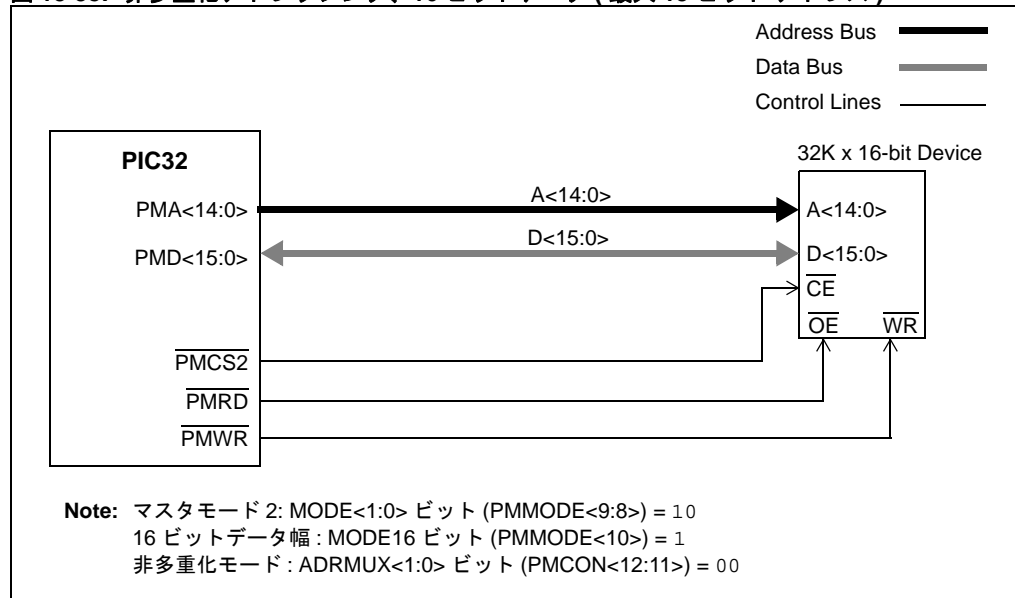 Address Bus
Data Bus
Control Lines
PIC32
32K x 16-bit Device
PMA<14:0>
A<14:0>
A<14:0>
PMD<15:0>
D<15:0>
D<15:0>
CE
OE WR
PMCS2
PMRD
PMWR
Note: マスタモード 2: MODE<1:0> ビット (PMMODE<9:8>) = 10
16 ビットデータ幅 : MODE16 ビット (PMMODE<10>) = 1
非多重化モード : ADRMUX<1:0> ビット (PMCON<12:11>) = 00